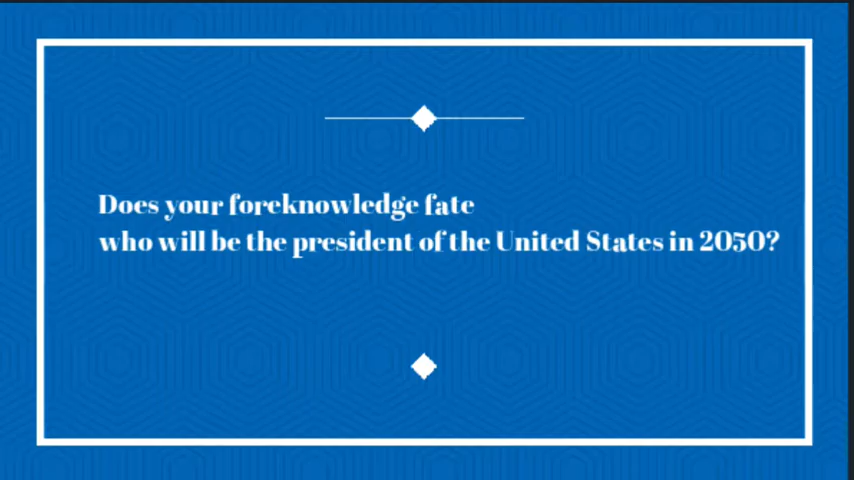 Does your foreknowledge fate
who will be the president of the United States in 2050?